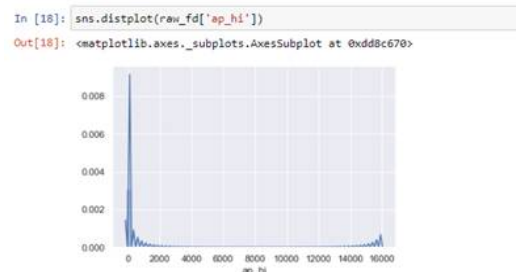 In [18]: sns.distplot(raw_fd['ap_hi'])
Out[18]: <matplotlib.axes._subplots.AxesSubplot at 0xdd8c670>
0.008
0.006
0.004
0.002
0.000
0 2000 4000 6000 8000 10000 12000 14000 16000
ap_hi